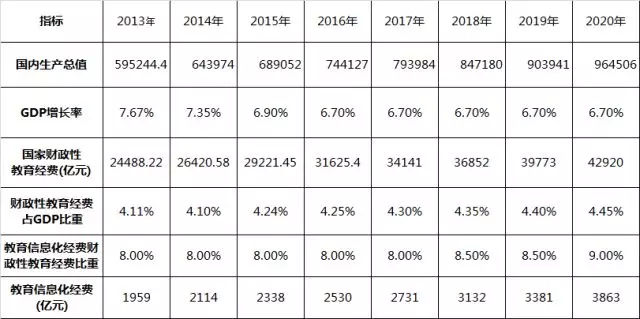 指标 2013年 2014年 2015年 2016年 2017年 2018年 2019年 2020年
国内生产总值 595244.4 643974 689052 744127 793984 847180 903941 964506
GDP增长率 7.67% 7.35% 6.90% 6.70% 6.70% 6.70% 6.70% 6.70%
国家财政性
教育经费(亿元) 24488.22 26420.58 29221.45 31625.4 34141 36852 39773 42920
财政性教育经费
占GDP比重 4.11% 4.10% 4.24% 4.25% 4.30% 4.35% 4.40% 4.45%
教育信息化经费财
政性教育经费比重 8.00% 8.00% 8.00% 8.00% 8.00% 8.50% 8.50% 9.00%
教育信息化经费
(亿元) 1959 2114 2338 2530 2731 3132 3381 3863